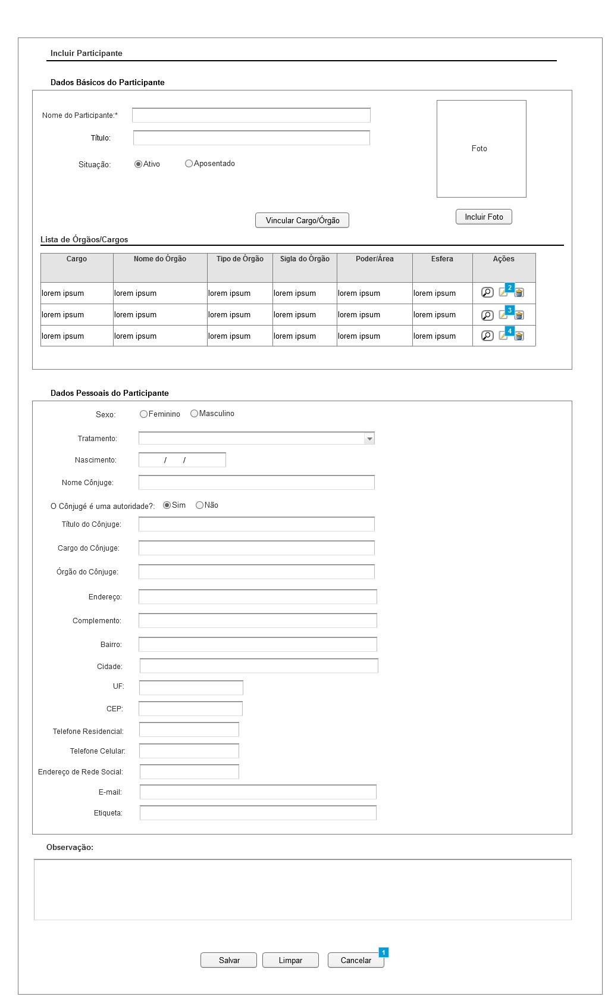 Incluir Participante
Dados Básicos do Participante
Nome do Participante:*
Título:
Foto
Situação: Ativo Aposentado
Vincular Cargo/Órgão
Incluir Foto
Lista de Órgãos/Cargos
Cargo Nome do Órgão Tipo de Órgão Sigla do Órgão Poder/Área Esfera Ações
lorem ipsum lorem ipsum lorem ipsum lorem ipsum lorem ipsum lorem ipsum 2
lorem ipsum lorem ipsum lorem ipsum lorem ipsum lorem ipsum lorem ipsum 3
lorem ipsum lorem ipsum lorem ipsum lorem ipsum lorem ipsum lorem ipsum 4
Dados Pessoais do Participante
Sexo: Feminino Masculino
Tratamento:
Nascimento: / /
Nome Cônjuge:
O Cônjugé é uma autoridade?: Sim Não
Título do Cônjuge:
Cargo do Cônjuge:
Órgão do Cônjuge:
Endereço:
Complemento:
Bairro:
Cidade:
UF:
CEP:
Telefone Residencial:
Telefone Celular:
Endereço de Rede Social:
E-mail:
Etiqueta:
Observação:
Salvar Limpar Cancelar 1